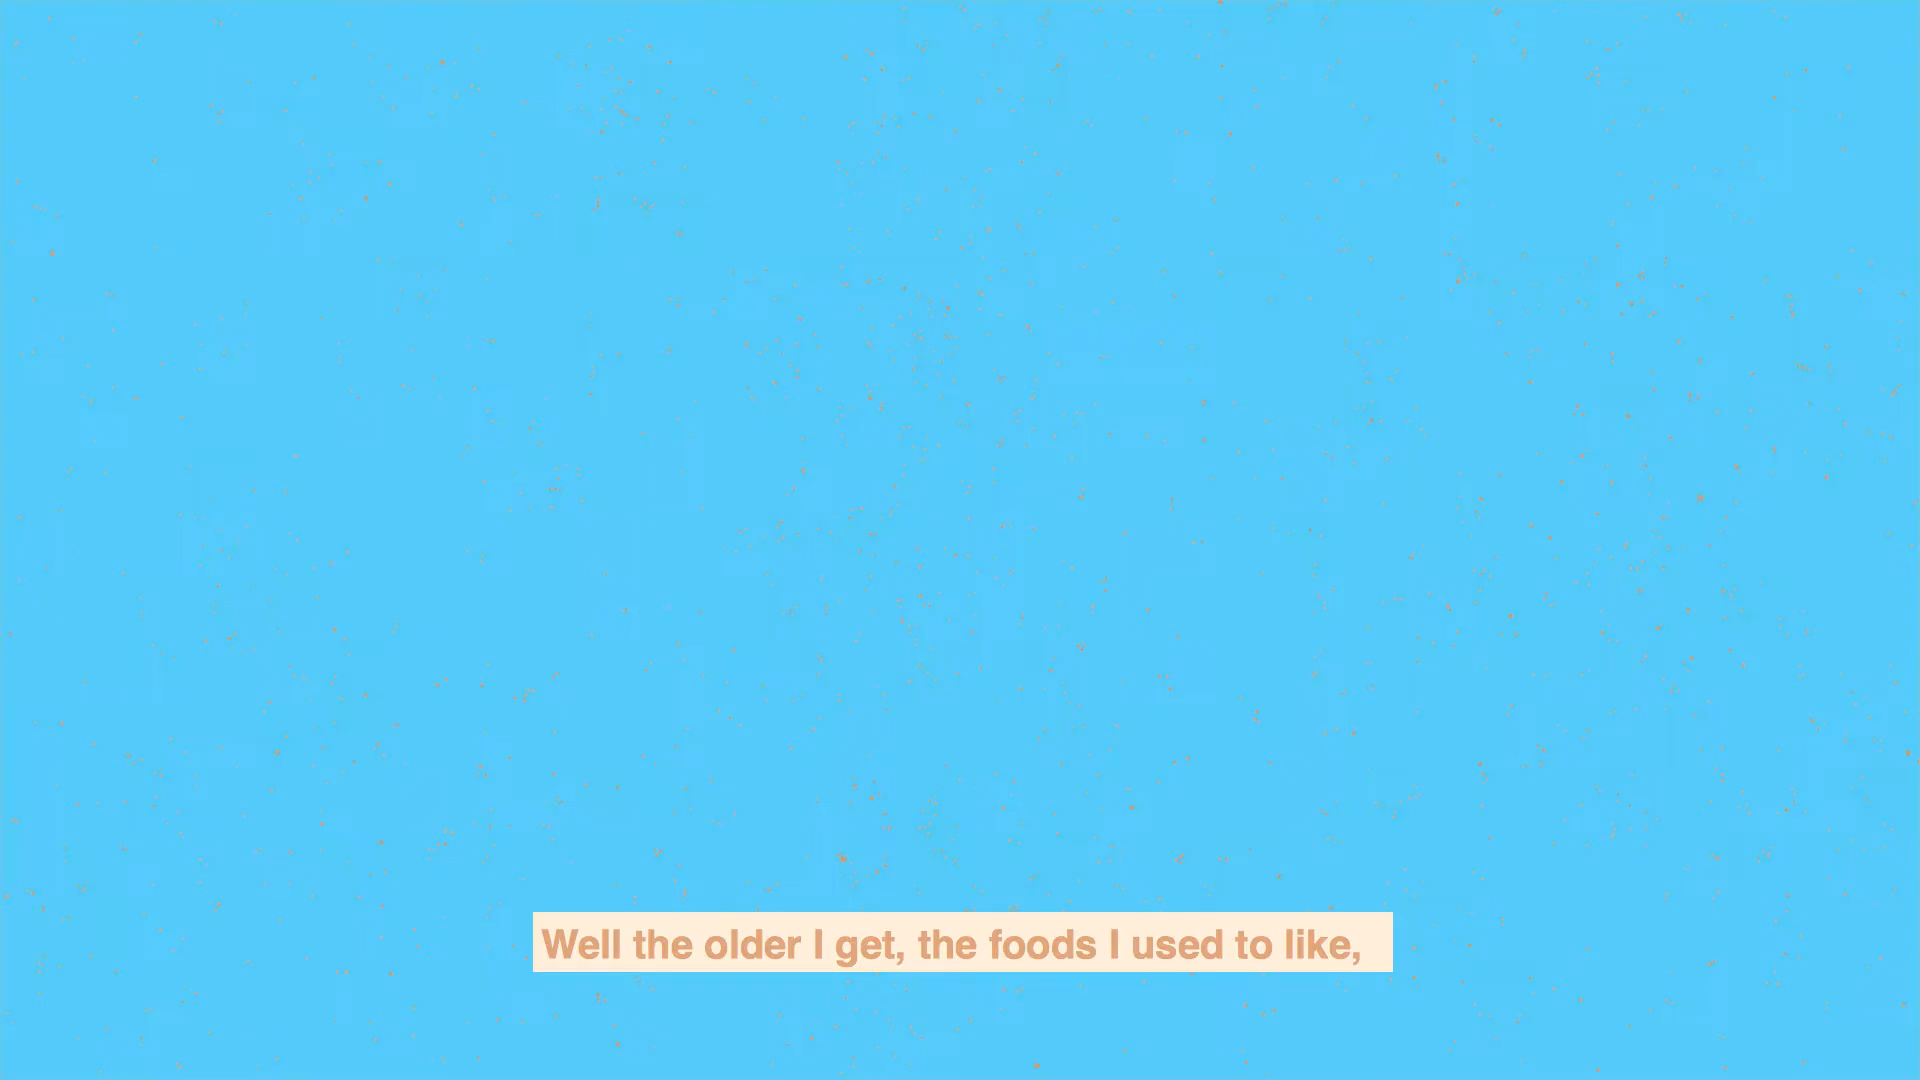 Well the older I get, the foods I used to like,